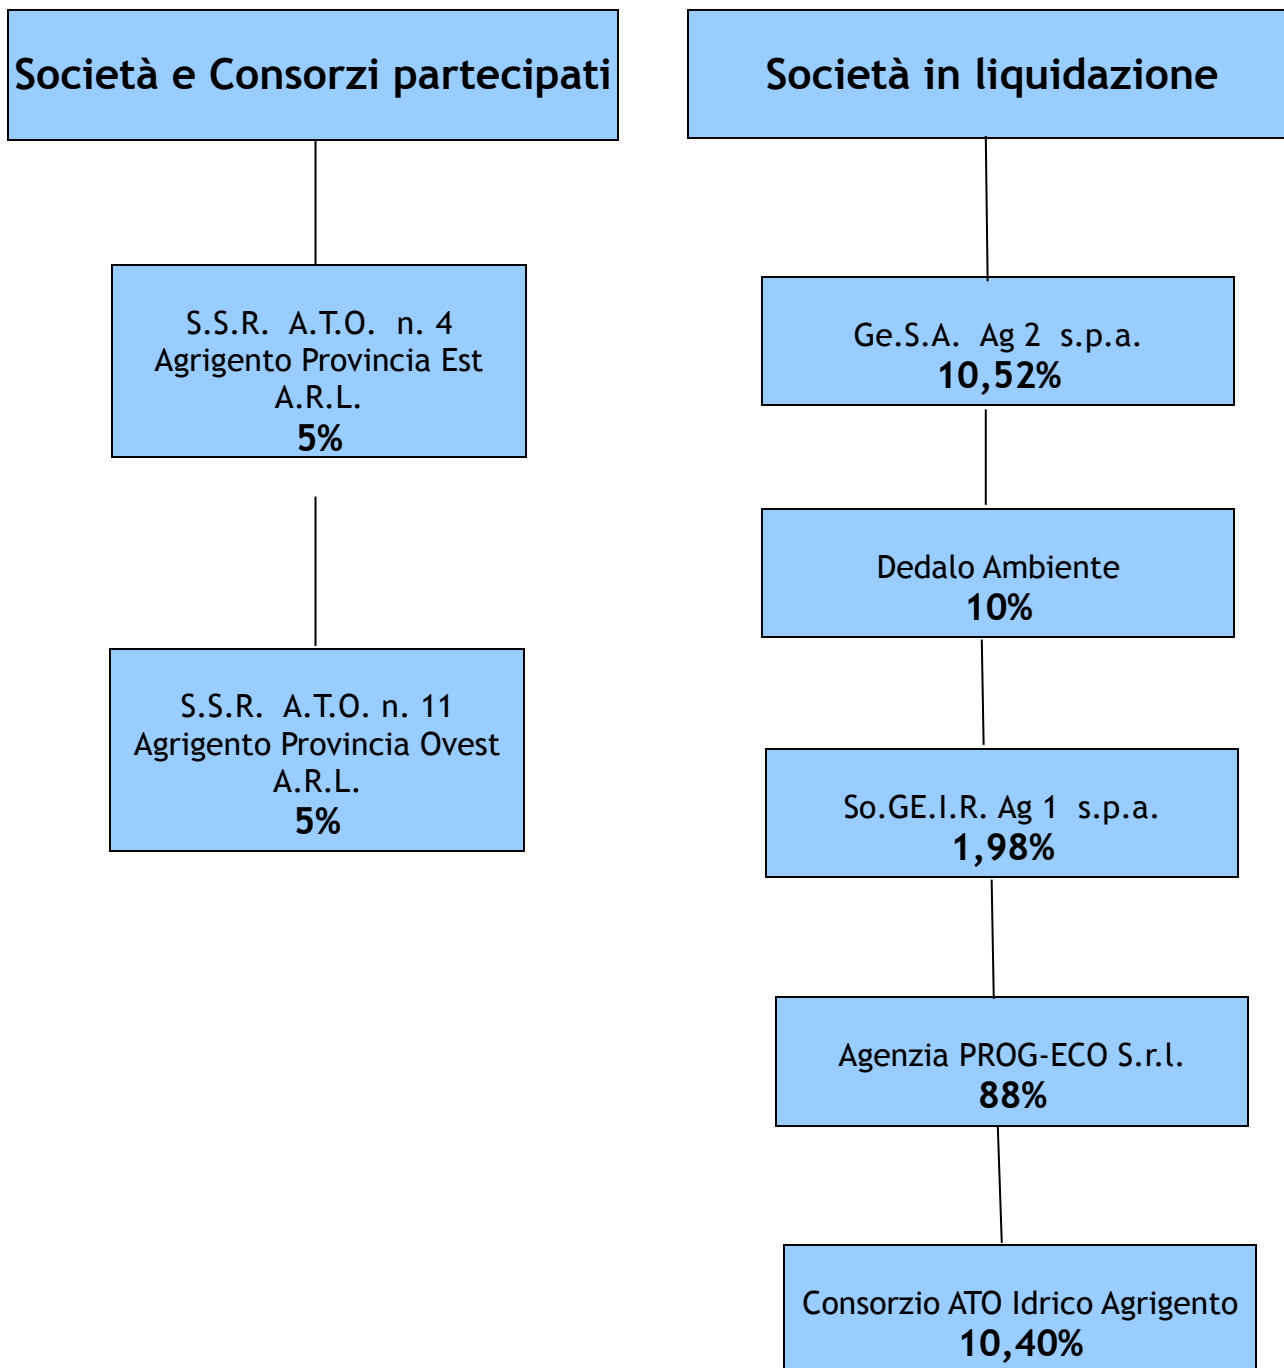 Società e Consorzi partecipati
S.S.R. A.T.O. n. 4
Agrigento Provincia Est
A.R.L.
5%
S.S.R. A.T.O. n. 11
Agrigento Provincia Ovest
A.R.L.
5%
Società in liquidazione
Ge.S.A. Ag 2 s.p.a.
10,52%
Dedalo Ambiente
10%
So.GE.I.R. Ag 1 s.p.a.
1,98%
Agenzia PROG-ECO S.r.l.
88%
Consorzio ATO Idrico Agrigento
10,40%